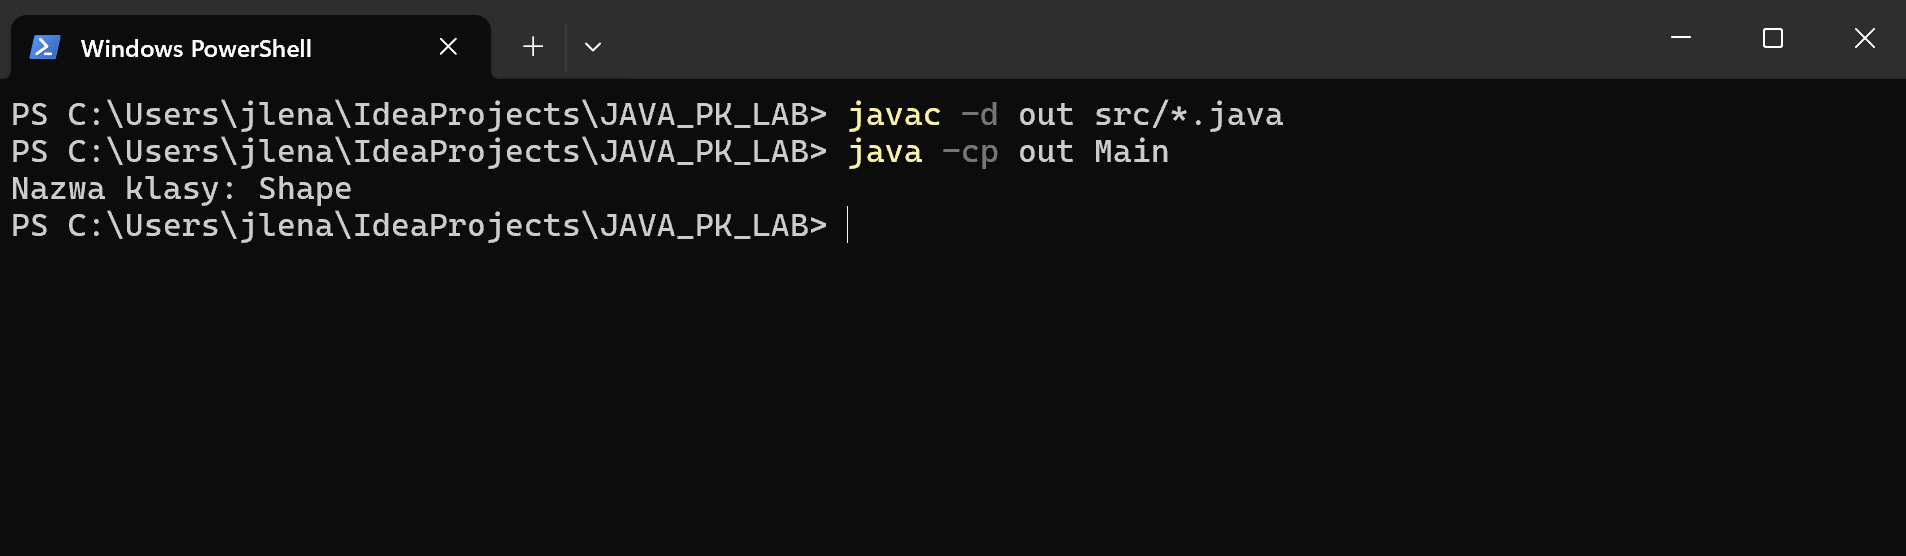 Windows PowerShell
PS C:\Users\jlena\IdeaProjects\JAVA_PK_LAB> javac -d out src/*.java
PS C:\Users\jlena\IdeaProjects\JAVA_PK_LAB> java -cp out Main
Nazwa klasy: Shape
PS C:\Users\jlena\IdeaProjects\JAVA_PK_LAB>